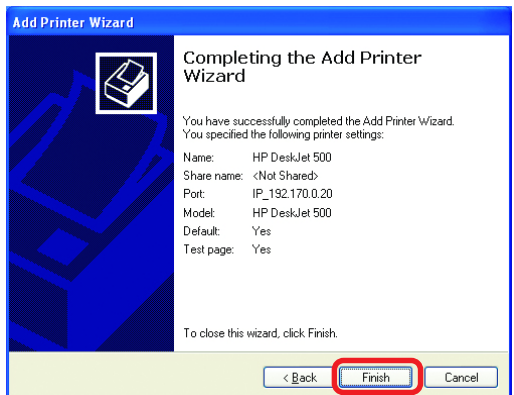 Add Printer Wizard
Completing the Add Printer
Wizard
You have successfully completed the Add Printer Wizard.
You specified the following printer settings:
Name: HP DeskJet 500
Share name: <Not Shared>
Port: IP_192.170.0.20
Model: HP DeskJet 500
Default: Yes
Test page: Yes
To close this wizard, click Finish.
< Back Finish Cancel